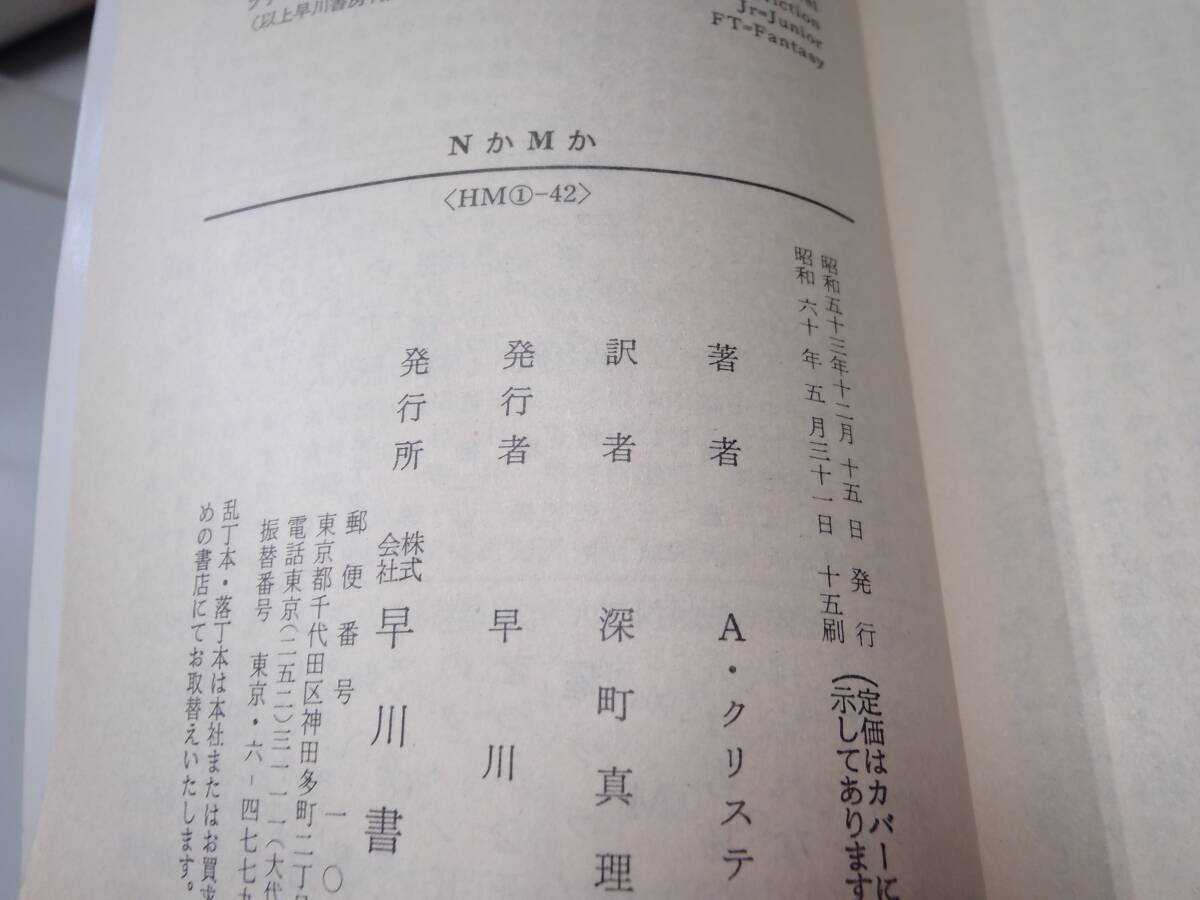 (以上早川書房
Jr=Junior
FT=Fantasy
NかMか
〈HM①-42〉
昭和五十三年十二月十五日 発行
昭和六十年五月三十一日 十五刷
(定価はカバーに
示してあります
著者 A・クリステ
訳者 深町真理
発行者 早川
発行所 株式会社 早川書
郵便番号 一〇
東京都千代田区神田多町二丁
電話東京(二五二)三一一一(大代
振替番号 東京・六-四七七九
乱丁本・落丁本は本社またはお買求
めの書店にてお取替えいたします。